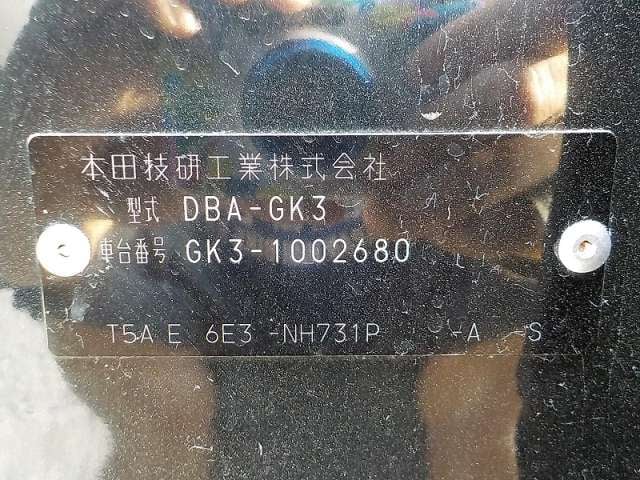 本田技研工業株式会社
型式 DBA-GK3
車台番号 GK3-1002680
T5A E 6E3 -NH731P -A -S